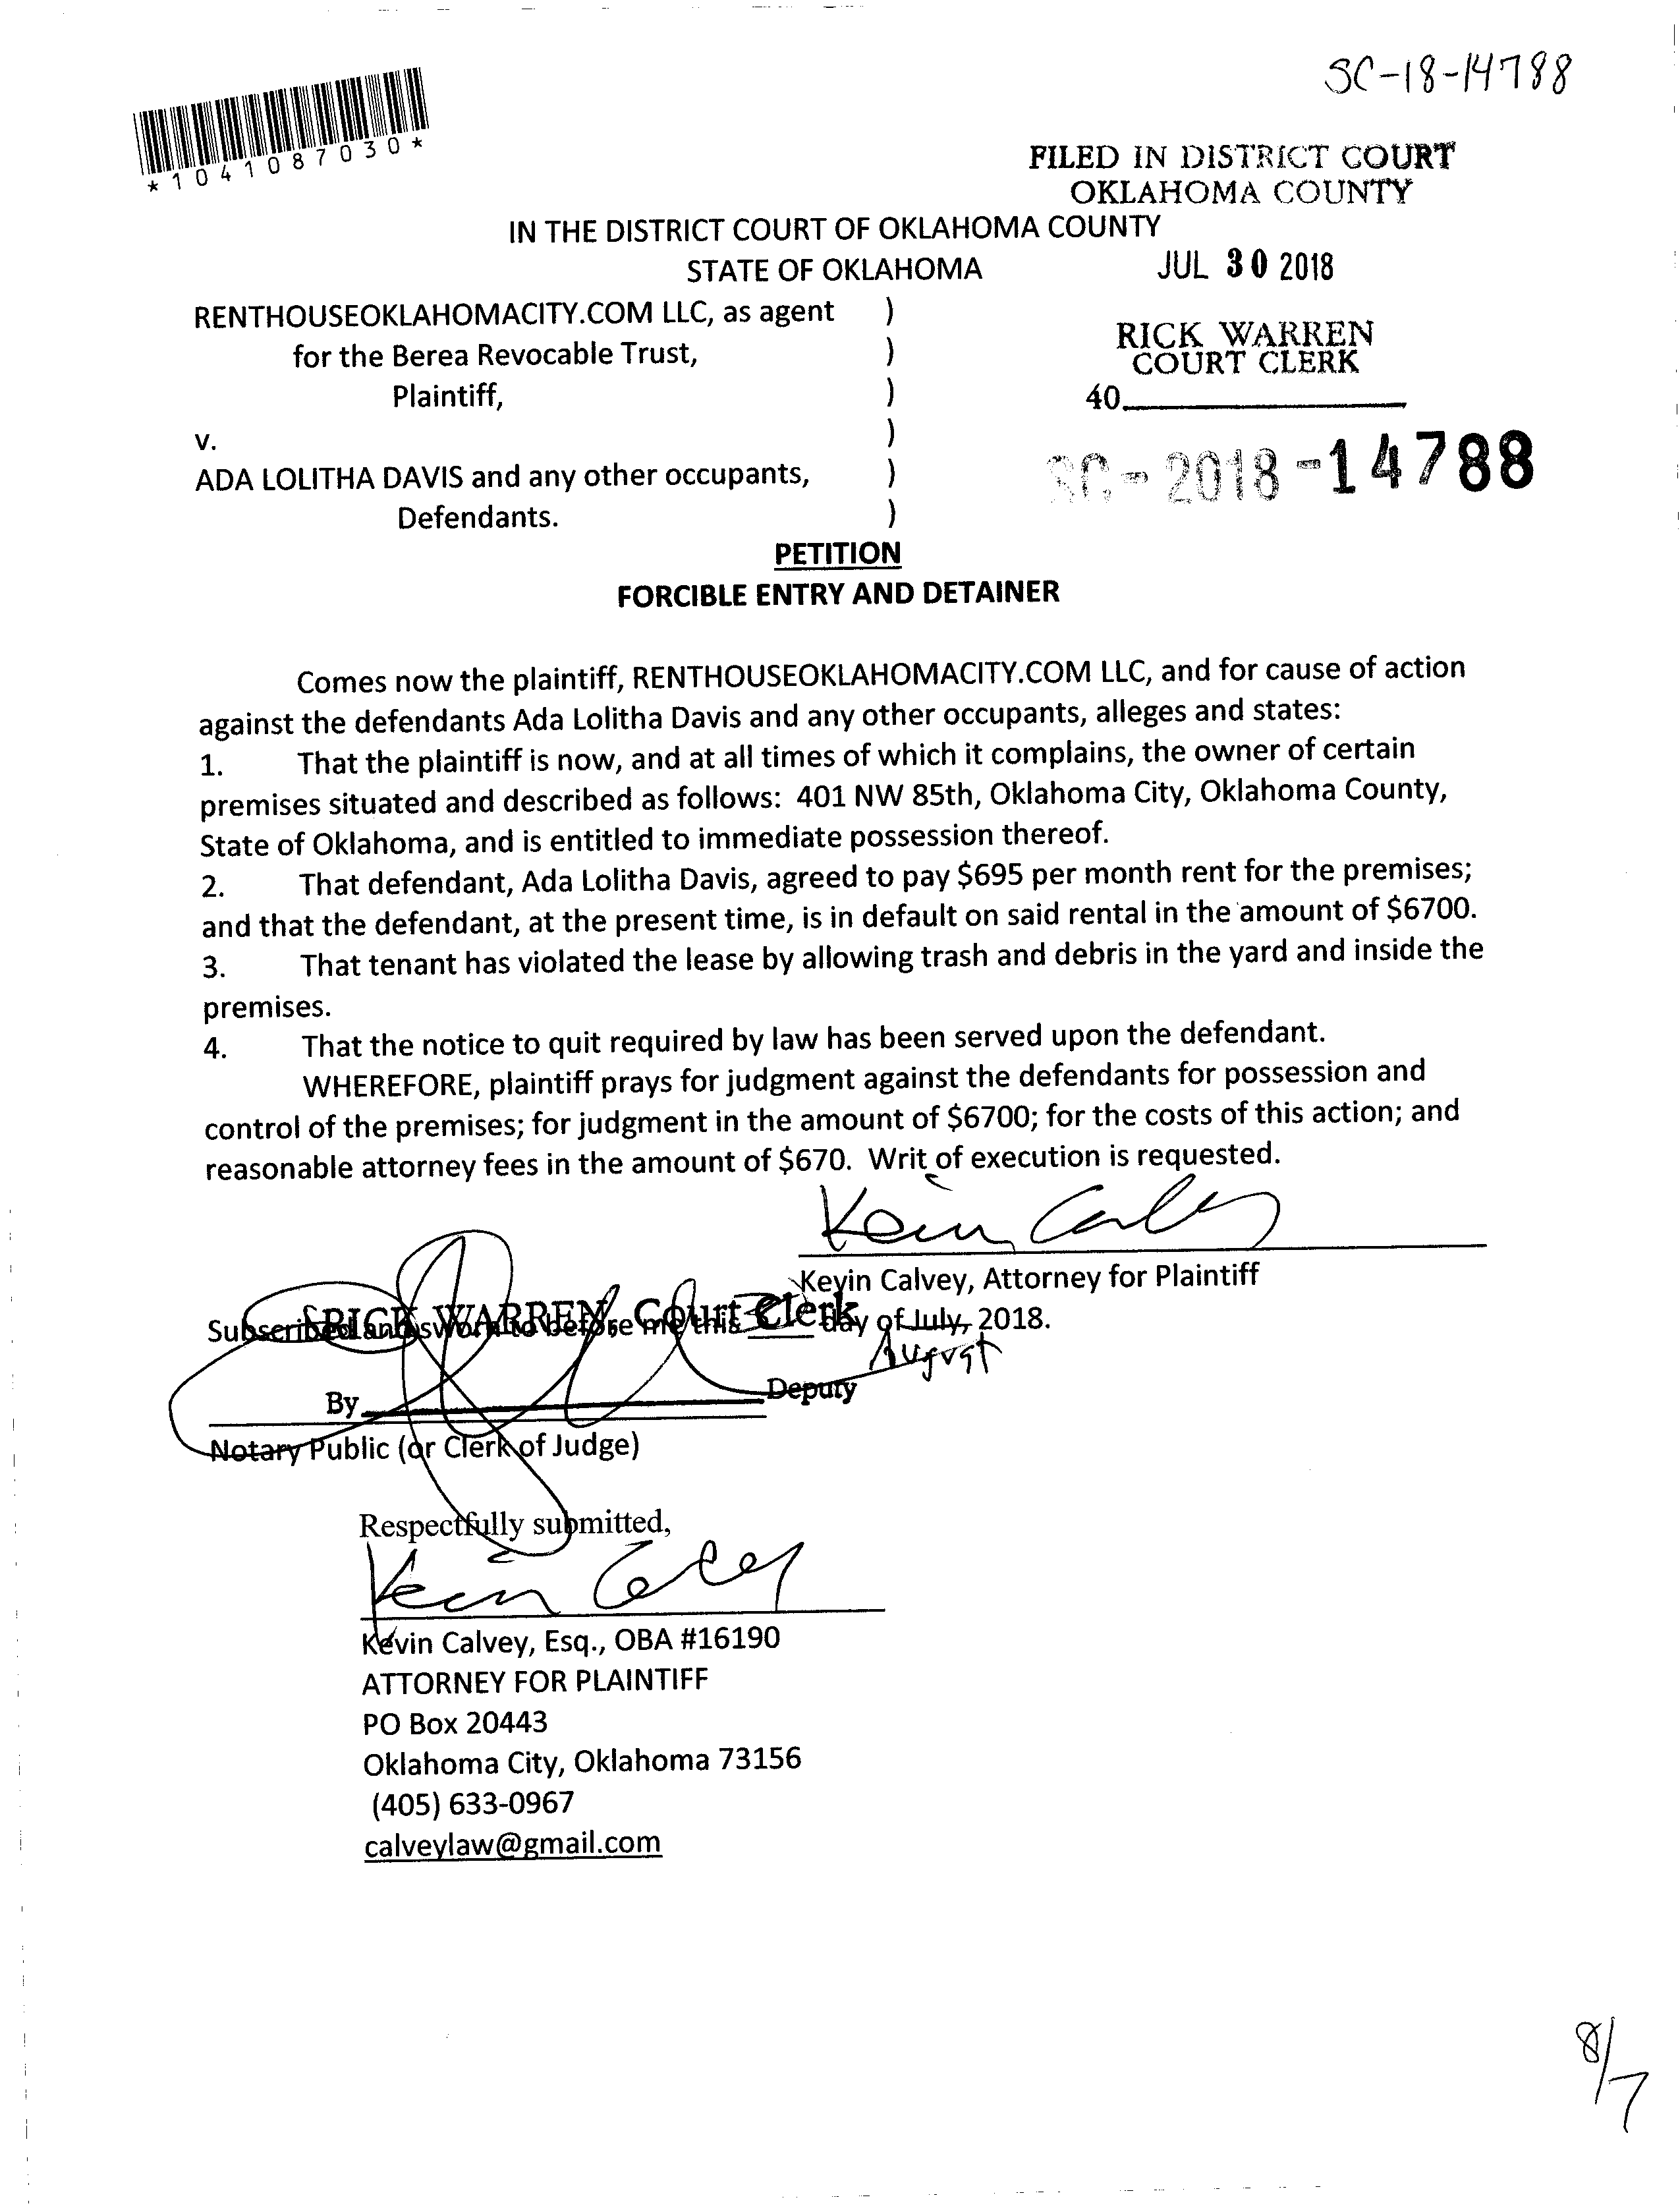 SC-18-14788
*1041087030*
FILED IN DISTRICT COURT
OKLAHOMA COUNTY
IN THE DISTRICT COURT OF OKLAHOMA COUNTY
STATE OF OKLAHOMA
JUL 30 2018
RENTHOUSEOKLAHOMACITY.COM LLC, as agent )
for the Berea Revocable Trust, )
Plaintiff, )
RICK WARREN
COURT CLERK
40
v. )
ADA LOLITHA DAVIS and any other occupants, )
Defendants. )
SC-2018-14788
PETITION
FORCIBLE ENTRY AND DETAINER
Comes now the plaintiff, RENTHOUSEOKLAHOMACITY.COM LLC, and for cause of action
against the defendants Ada Lolitha Davis and any other occupants, alleges and states:
1. That the plaintiff is now, and at all times of which it complains, the owner of certain
premises situated and described as follows: 401 NW 85th, Oklahoma City, Oklahoma County,
State of Oklahoma, and is entitled to immediate possession thereof.
2. That defendant, Ada Lolitha Davis, agreed to pay $695 per month rent for the premises;
and that the defendant, at the present time, is in default on said rental in the amount of $6700.
3. That tenant has violated the lease by allowing trash and debris in the yard and inside the
premises.
4. That the notice to quit required by law has been served upon the defendant.
WHEREFORE, plaintiff prays for judgment against the defendants for possession and
control of the premises; for judgment in the amount of $6700; for the costs of this action; and
reasonable attorney fees in the amount of $670. Writ of execution is requested.
Kevin Calvey
Kevin Calvey, Attorney for Plaintiff
RICK WARREN, Court Clerk
Subscribed and sworn to before me this day of July, 2018.
August
By Deputy
Notary Public (or Clerk of Judge)
Respectfully submitted,
Kevin Calvey
Kevin Calvey, Esq., OBA #16190
ATTORNEY FOR PLAINTIFF
PO Box 20443
Oklahoma City, Oklahoma 73156
(405) 633-0967
calveylaw@gmail.com
8/7